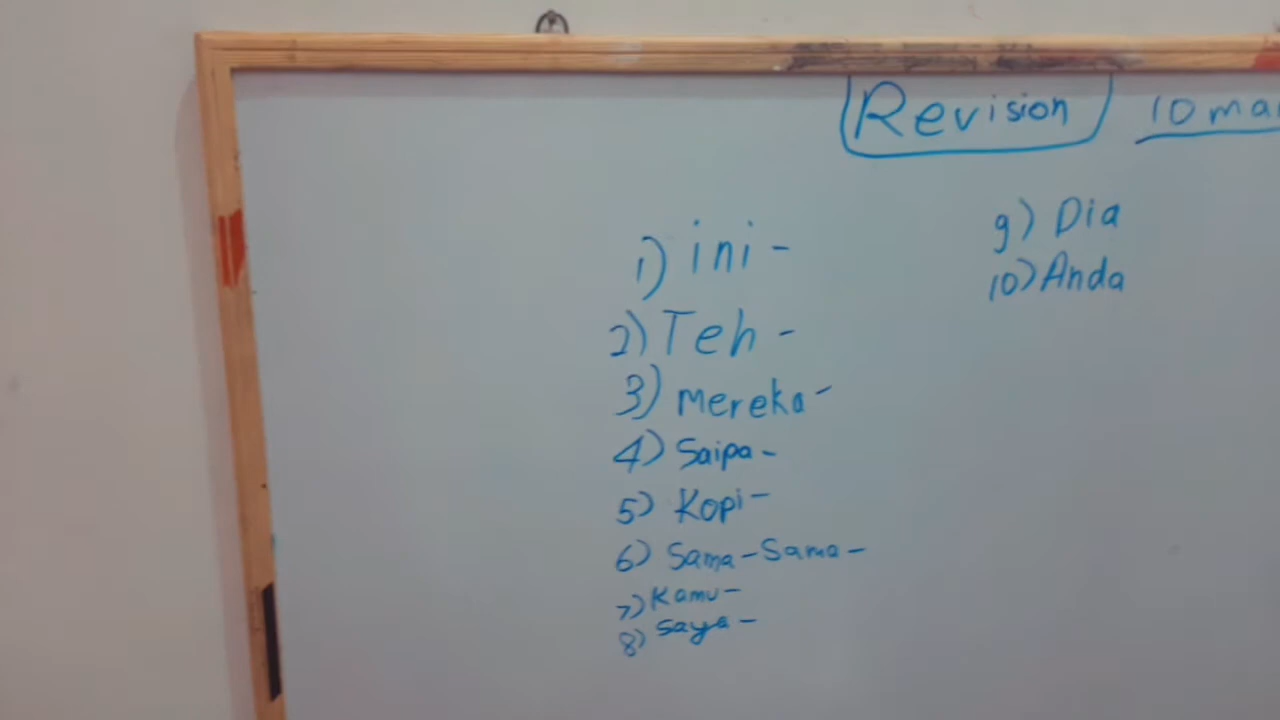 Revision
1) ini -
2) Teh -
3) Mereka -
4) Saipa -
5) Kopi -
6) Sama - Sama -
7) Kamu -
8) Saya -
9) Dia
10) Anda